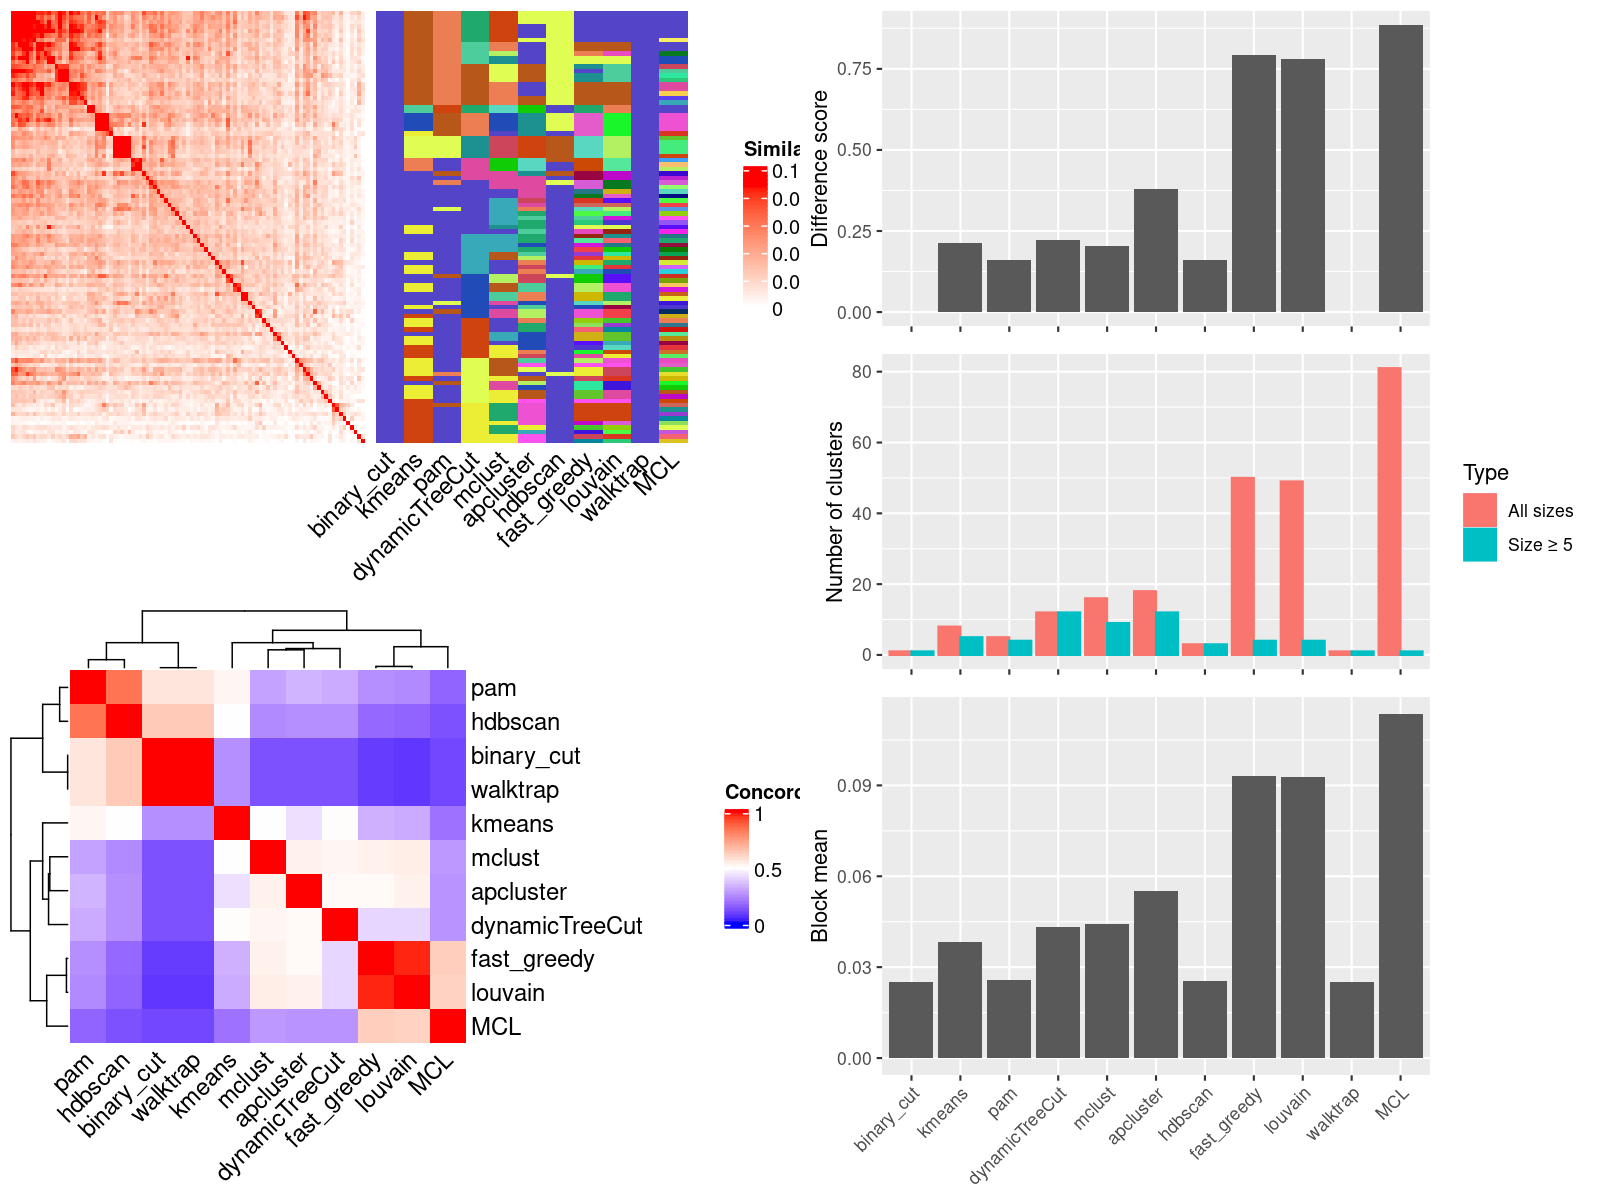 Simila
0.1
0.0
0.0
0.0
0.0
0
binary_cut
kmeans
pam
dynamicTreeCut
mclust
apcluster
hdbscan
fast_greedy
louvain
walktrap
MCL
pam
hdbscan
binary_cut
walktrap
kmeans
mclust
apcluster
dynamicTreeCut
fast_greedy
louvain
MCL
pam
hdbscan
binary_cut
walktrap
kmeans
mclust
apcluster
dynamicTreeCut
fast_greedy
louvain
MCL
Concord
1
0.5
0
Difference score
0.75
0.50
0.25
0.00
Number of clusters
80
60
40
20
0
Type
All sizes
Size ≥ 5
Block mean
0.09
0.06
0.03
0.00
binary_cut
kmeans
pam
dynamicTreeCut
mclust
apcluster
hdbscan
fast_greedy
louvain
walktrap
MCL